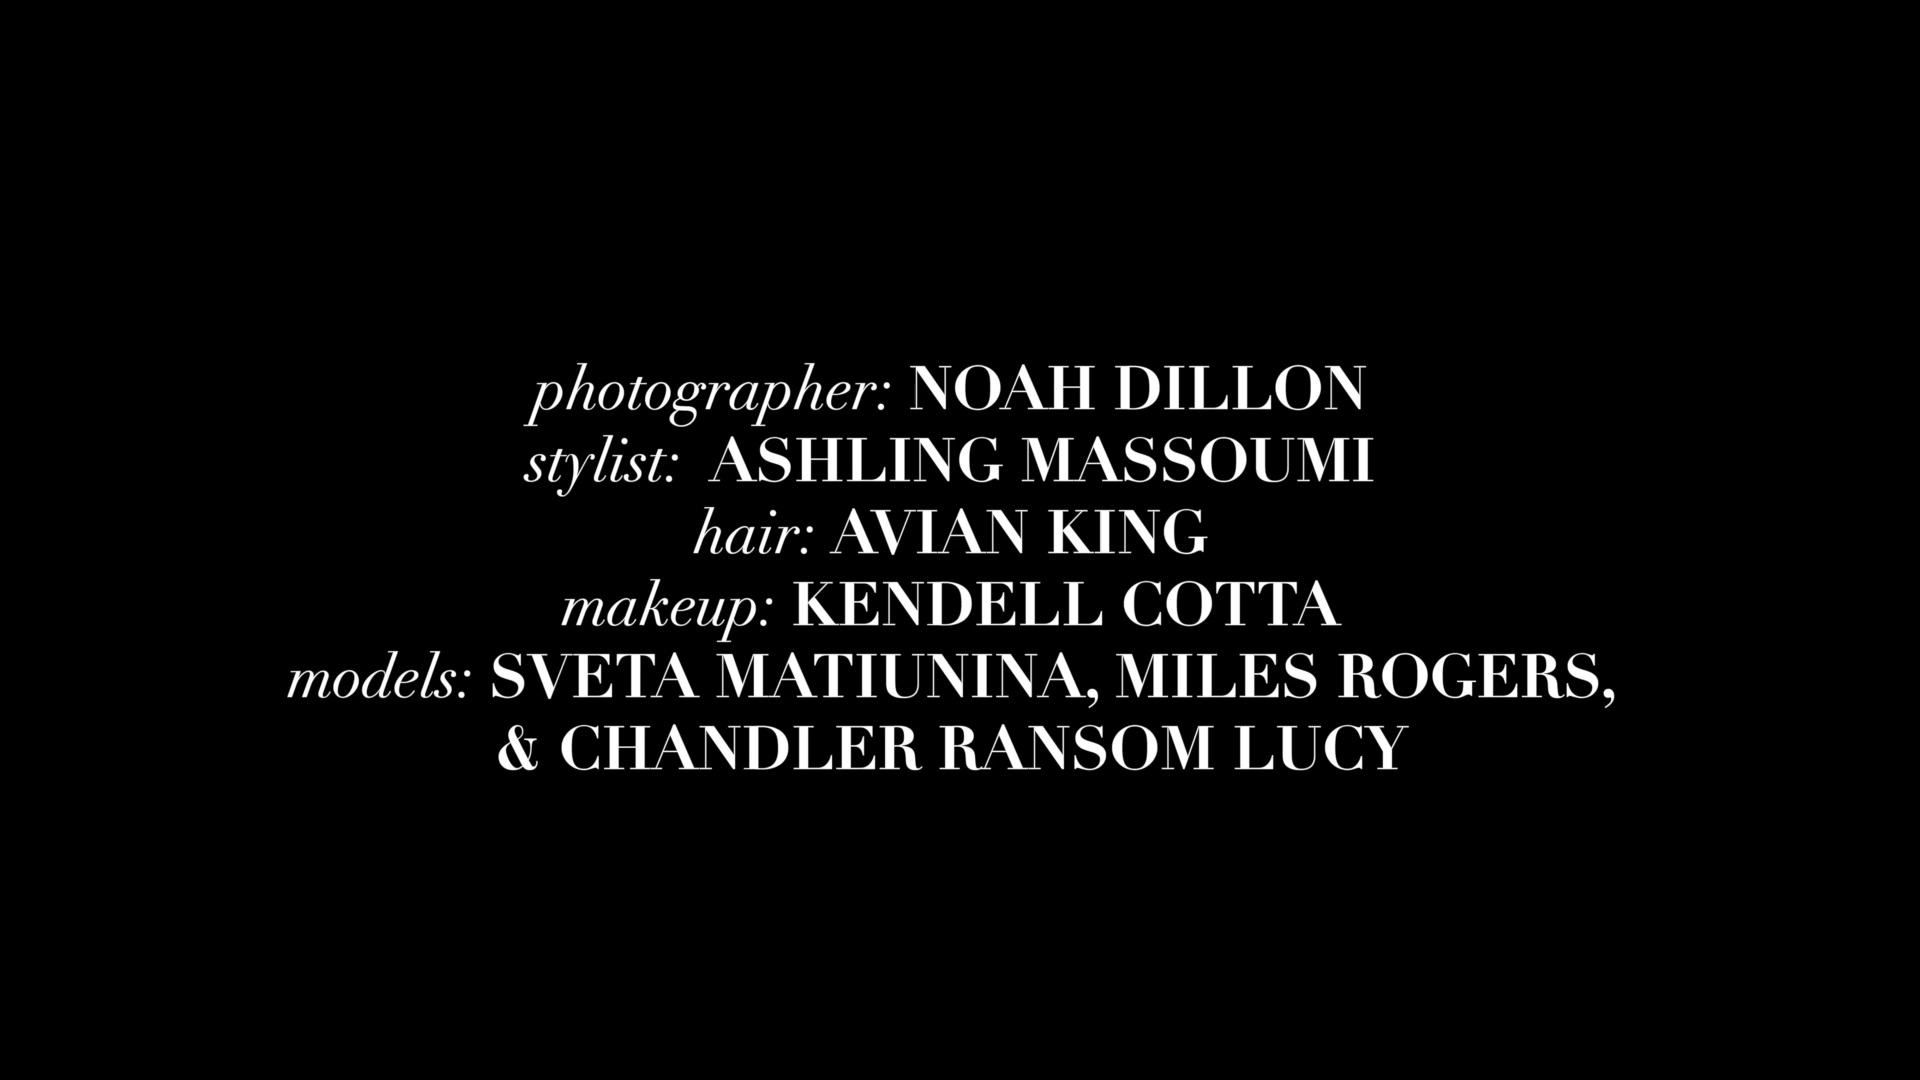 photographer: NOAH DILLON
stylist: ASHLING MASSOUMI
hair: AVIAN KING
makeup: KENDELL COTTA
models: SVETA MATIUNINA, MILES ROGERS,
& CHANDLER RANSOM LUCY